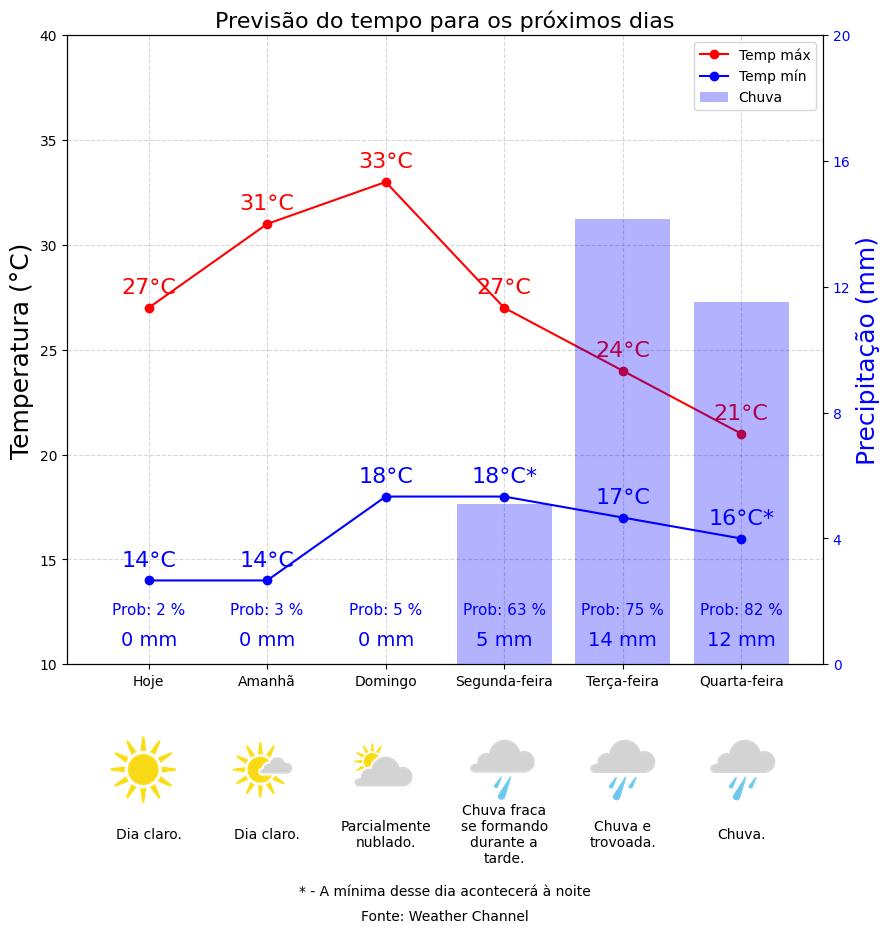 Previsão do tempo para os próximos dias
Temp máx
Temp mín
Chuva
Temperatura (°C)
Precipitação (mm)
40
35
30
25
20
15
10
20
16
12
8
4
0
27°C
31°C
33°C
27°C
24°C
21°C
14°C
14°C
18°C
18°C*
17°C
16°C*
Prob: 2 %
Prob: 3 %
Prob: 5 %
Prob: 63 %
Prob: 75 %
Prob: 82 %
0 mm
0 mm
0 mm
5 mm
14 mm
12 mm
Hoje
Amanhã
Domingo
Segunda-feira
Terça-feira
Quarta-feira
Dia claro.
Dia claro.
Parcialmente
nublado.
Chuva fraca
se formando
durante a
tarde.
Chuva e
trovoada.
Chuva.
* - A mínima desse dia acontecerá à noite
Fonte: Weather Channel